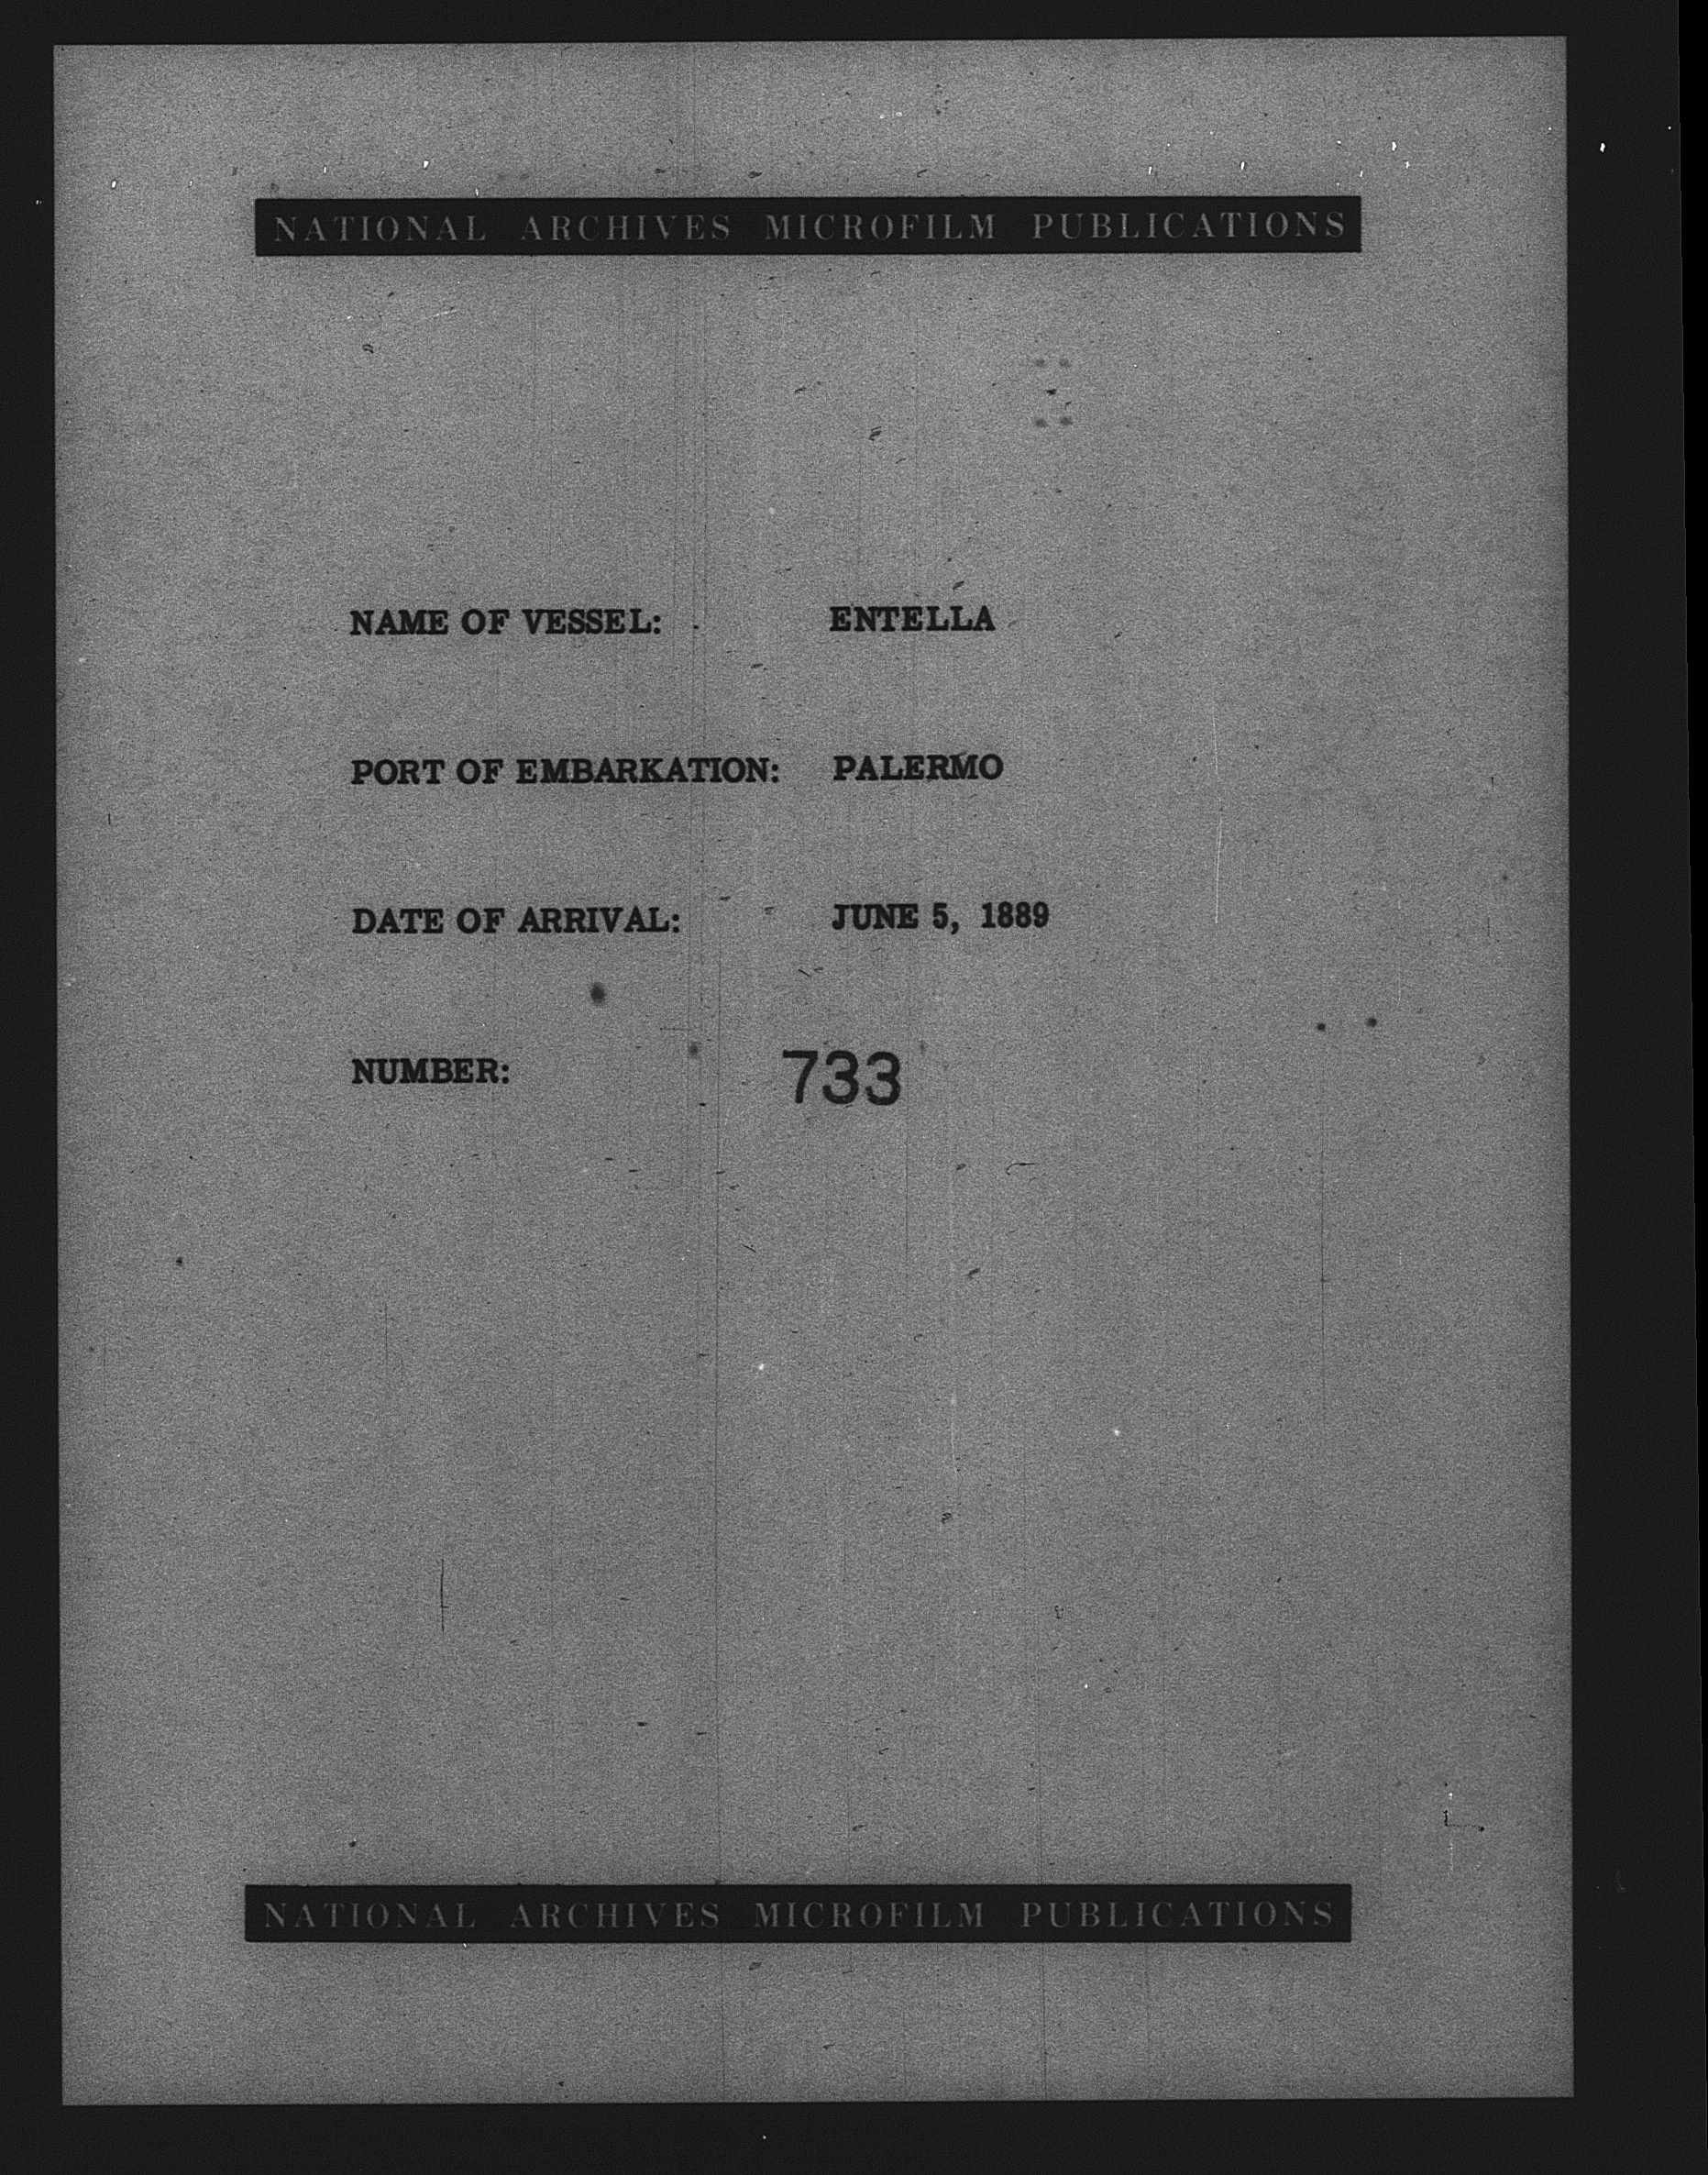 NATIONAL ARCHIVES MICROFILM PUBLICATIONS
NAME OF VESSEL: ENTELLA
PORT OF EMBARKATION: PALERMO
DATE OF ARRIVAL: JUNE 5, 1889
NUMBER: 733
NATIONAL ARCHIVES MICROFILM PUBLICATIONS